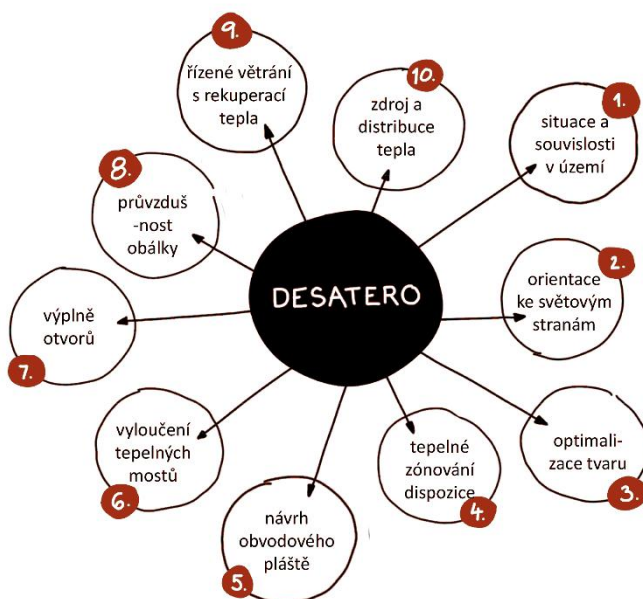 DESATERO
1.
situace a
souvislosti
v území
2.
orientace
ke světovým
stranám
3.
optimali-
zace tvaru
4.
tepelné
zónování
dispozice
5.
návrh
obvodového
pláště
6.
vyloučení
tepelných
mostů
7.
výplně
otvorů
8.
průvzduš
-nost
obálky
9.
řízené větrání
s rekuperací
tepla
10.
zdroj a
distribuce
tepla